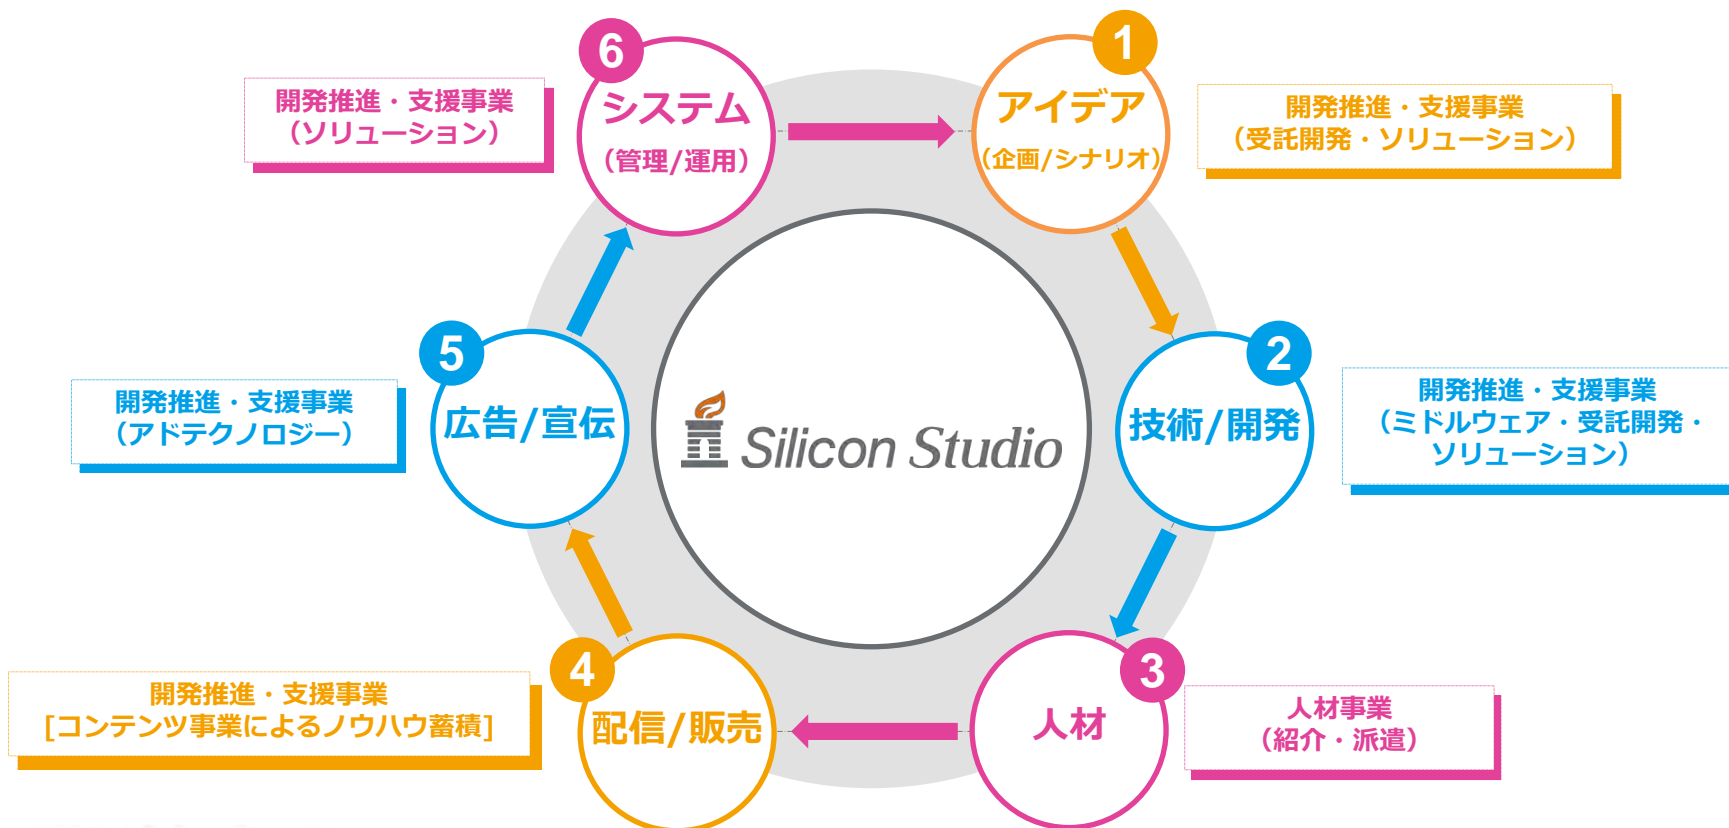 6
システム
（管理/運用）
開発推進・支援事業
（ソリューション）
1
アイデア
（企画/シナリオ）
開発推進・支援事業
（受託開発・ソリューション）
5
広告/宣伝
開発推進・支援事業
（アドテクノロジー）
Silicon Studio
2
技術/開発
開発推進・支援事業
（ミドルウェア・受託開発・
ソリューション）
4
配信/販売
開発推進・支援事業
[コンテンツ事業によるノウハウ蓄積]
3
人材
人材事業
（紹介・派遣）